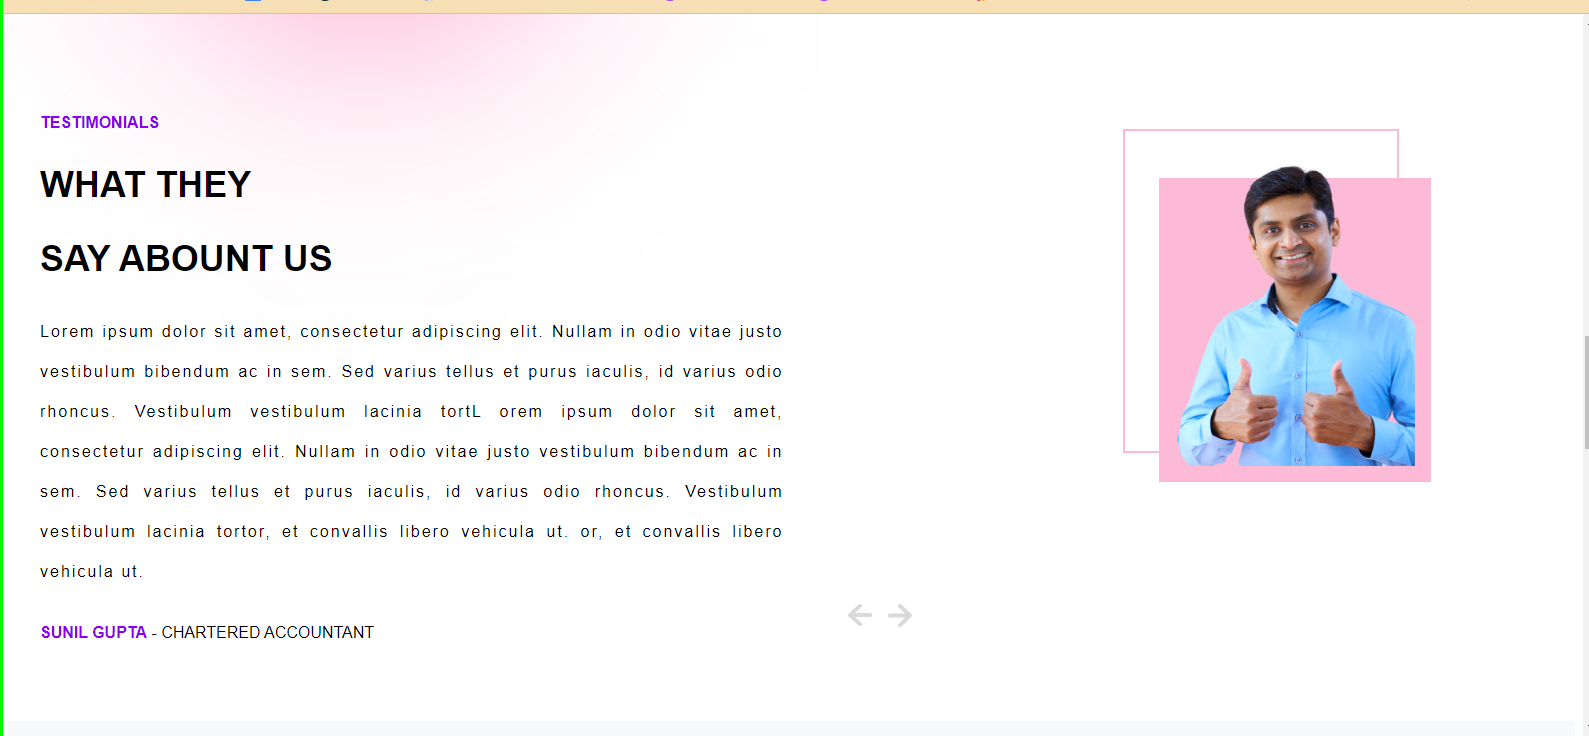 TESTIMONIALS
WHAT THEY
SAY ABOUNT US
Lorem ipsum dolor sit amet, consectetur adipiscing elit. Nullam in odio vitae justo
vestibulum bibendum ac in sem. Sed varius tellus et purus iaculis, id varius odio
rhoncus. Vestibulum vestibulum lacinia tortL orem ipsum dolor sit amet,
consectetur adipiscing elit. Nullam in odio vitae justo vestibulum bibendum ac in
sem. Sed varius tellus et purus iaculis, id varius odio rhoncus. Vestibulum
vestibulum lacinia tortor, et convallis libero vehicula ut. or, et convallis libero
vehicula ut.
SUNIL GUPTA - CHARTERED ACCOUNTANT